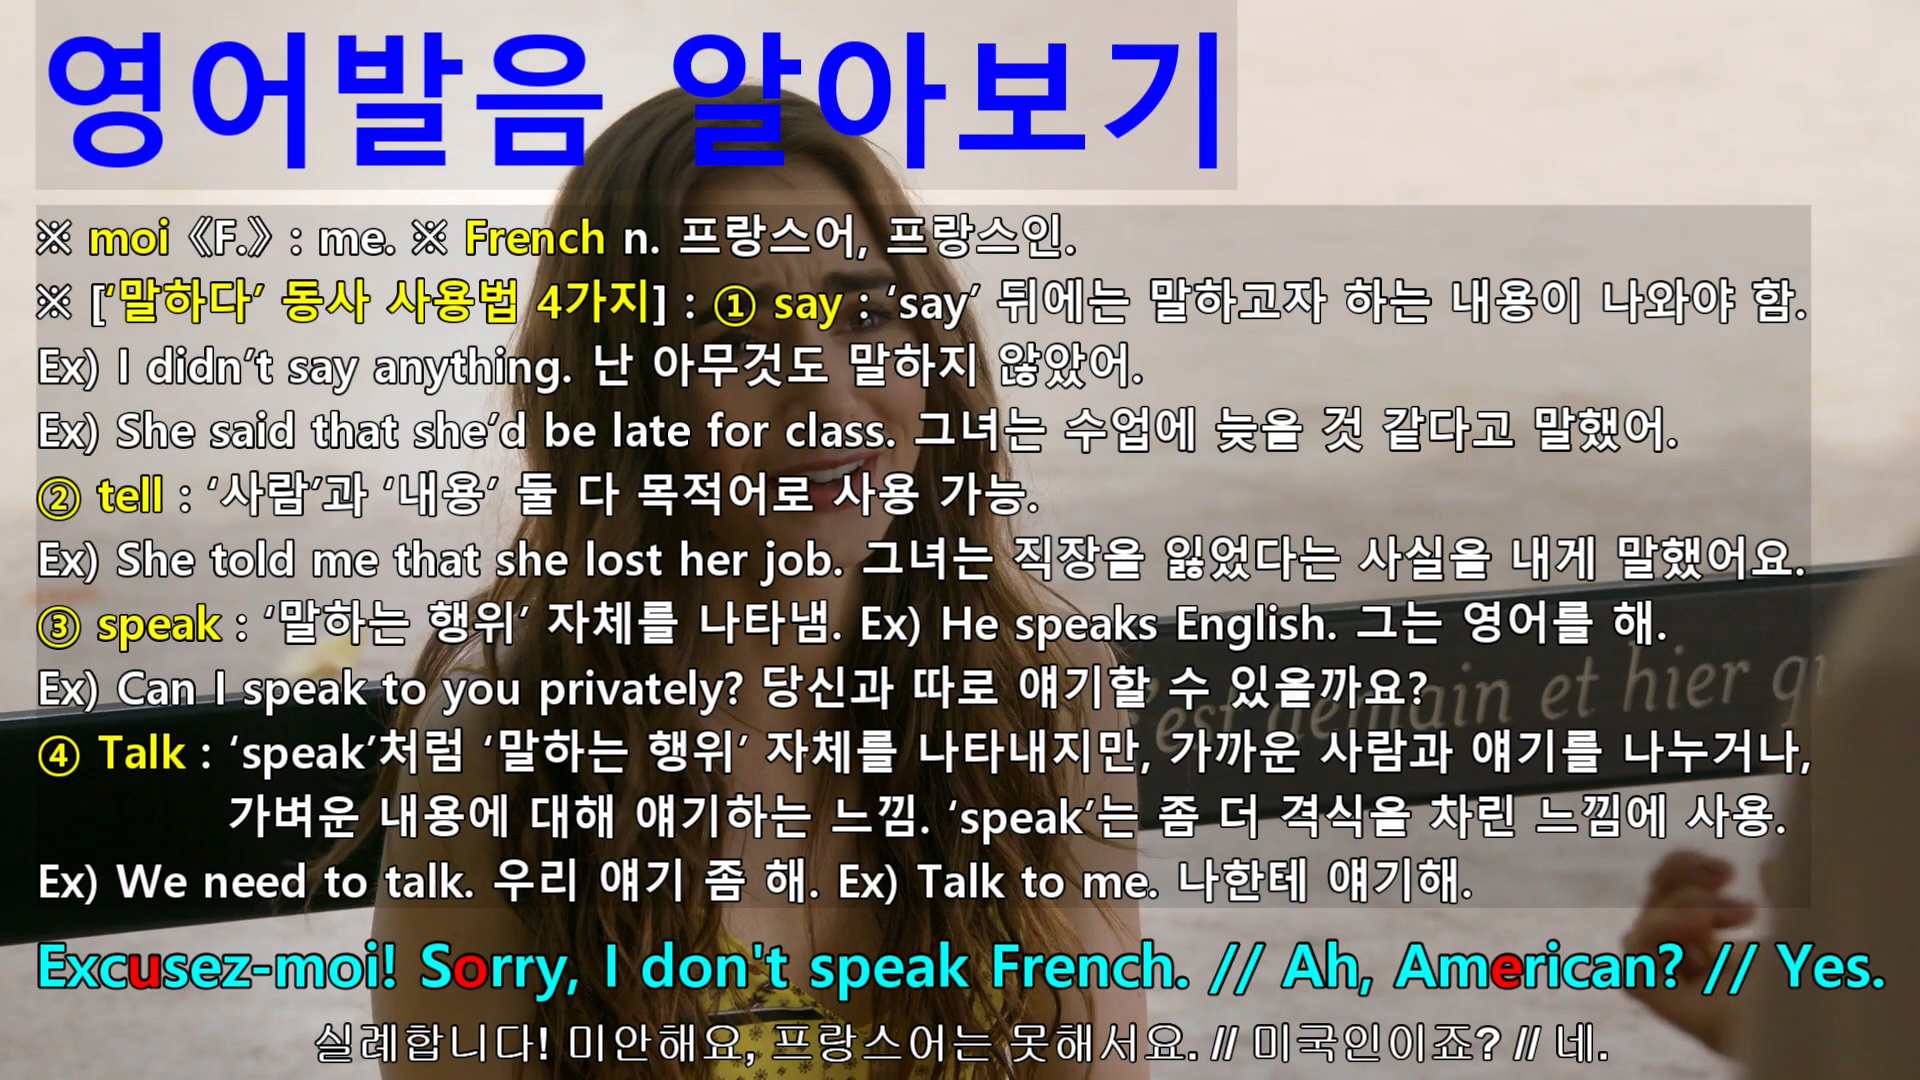 영어발음 알아보기
※ moi 《F.》 : me. ※ French n. 프랑스어, 프랑스인.
※ [‘말하다’ 동사 사용법 4가지] : ① say : ‘say’ 뒤에는 말하고자 하는 내용이 나와야 함.
Ex) I didn’t say anything. 난 아무것도 말하지 않았어.
Ex) She said that she’d be late for class. 그녀는 수업에 늦을 것 같다고 말했어.
② tell : ‘사람’과 ‘내용’ 둘 다 목적어로 사용 가능.
Ex) She told me that she lost her job. 그녀는 직장을 잃었다는 사실을 내게 말했어요.
③ speak : ‘말하는 행위’ 자체를 나타냄. Ex) He speaks English. 그는 영어를 해.
Ex) Can I speak to you privately? 당신과 따로 얘기할 수 있을까요?
④ Talk : ‘speak’처럼 ‘말하는 행위’ 자체를 나타내지만, 가까운 사람과 얘기를 나누거나,
가벼운 내용에 대해 얘기하는 느낌. ‘speak’는 좀 더 격식을 차린 느낌에 사용.
Ex) We need to talk. 우리 얘기 좀 해. Ex) Talk to me. 나한테 얘기해.
c'est demain et hier qu
Excusez-moi! Sorry, I don't speak French. // Ah, American? // Yes.
실례합니다! 미안해요, 프랑스어는 못해서요. // 미국인이죠? // 네.